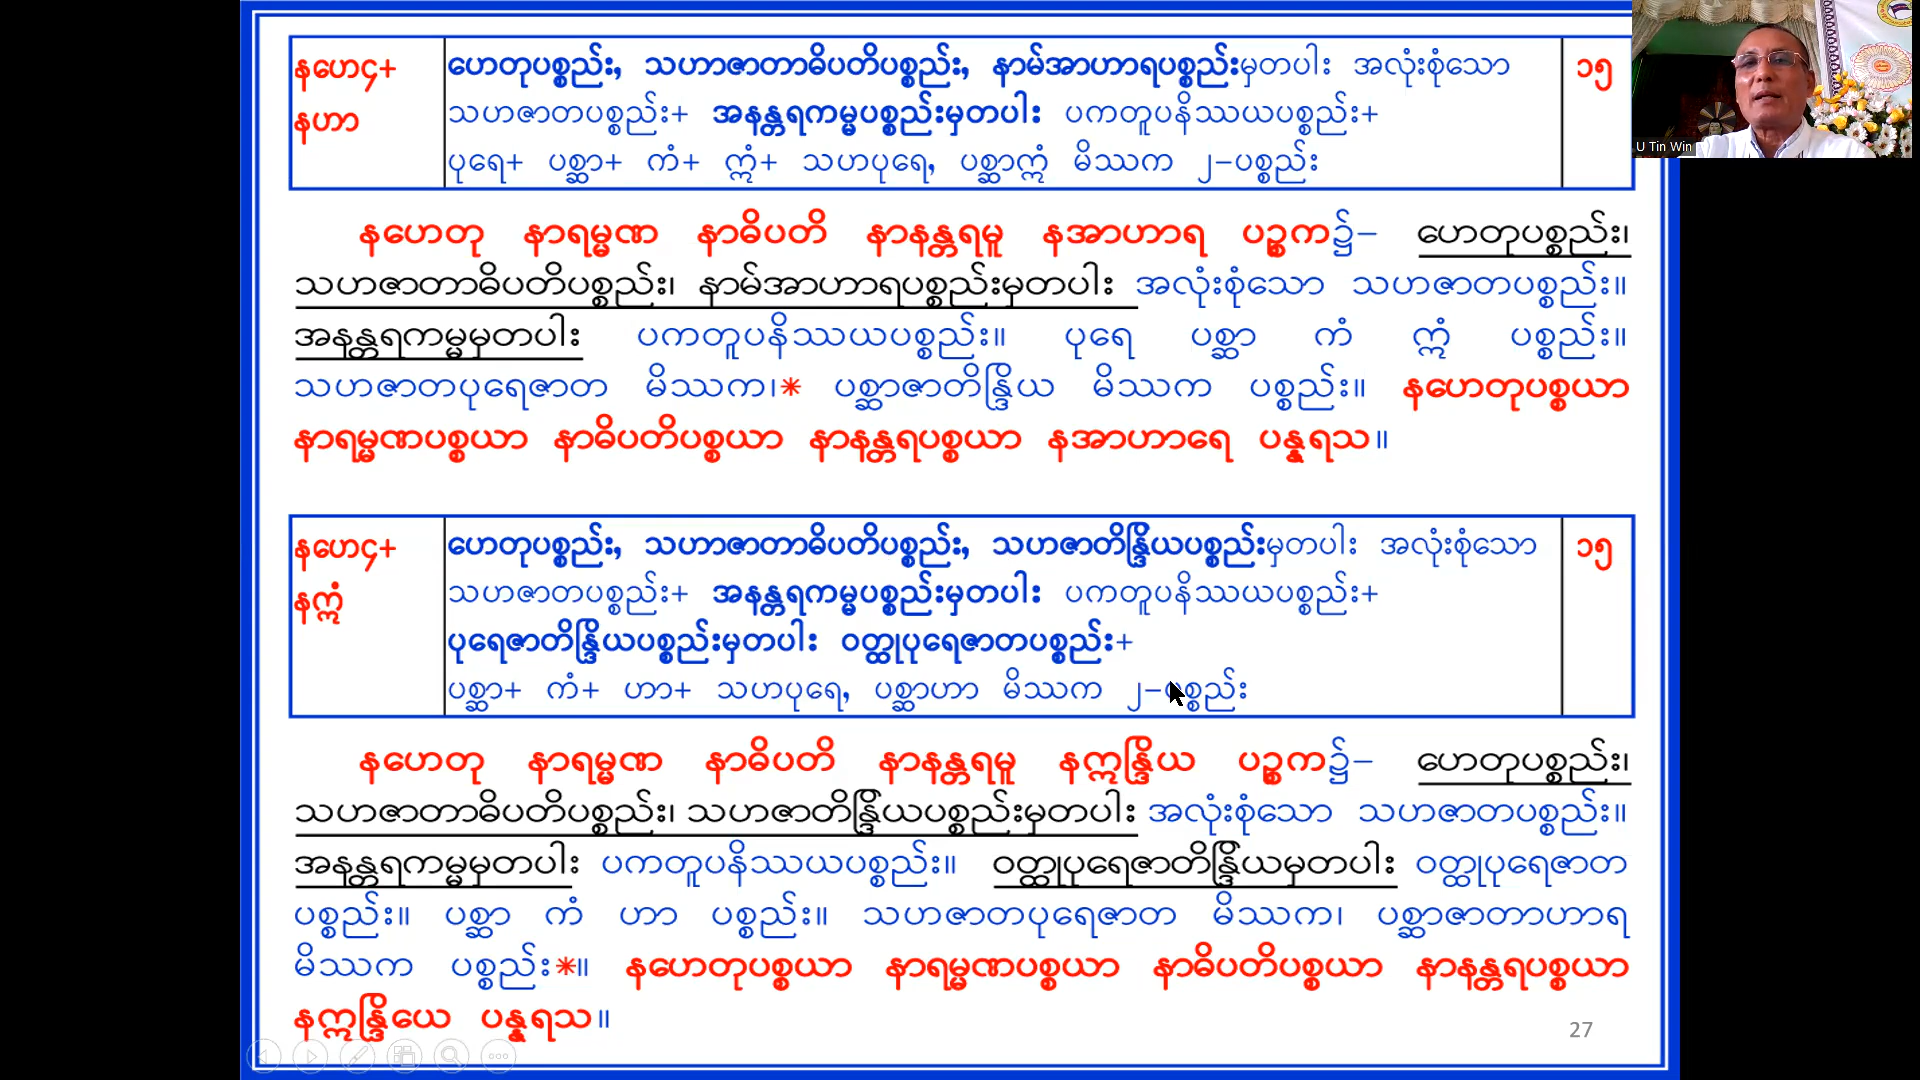 နဟေ၄+
နဟာ
ဟေတုပစ္စည်း, သဟာဇာတာဓိပတိပစ္စည်း, နာမ်အာဟာရပစ္စည်းမှတပါး အလုံးစုံသော
သဟဇာတပစ္စည်း+ အနန္တရကမ္မပစ္စည်းမှတပါး ပကတူပနိဿယပစ္စည်း+
ပုရေ+ ပစ္ဆာ+ ကံ+ ဣံ+ သဟပုရေ, ပစ္ဆာဣံ မိဿက ၂–ပစ္စည်း
၁၅
U Tin Win
နဟေတု နာရမ္မဏ နာဓိပတိ နာနန္တရမူ နအာဟာရ ပဉ္စက၌– ဟေတုပစ္စည်း၊
သဟဇာတာဓိပတိပစ္စည်း၊ နာမ်အာဟာရပစ္စည်းမှတပါး အလုံးစုံသော သဟဇာတပစ္စည်း။
အနန္တရကမ္မမှတပါး ပကတူပနိဿယပစ္စည်း။ ပုရေ ပစ္ဆာ ကံ ဣံ ပစ္စည်း။
သဟဇာတပုရေဇာတ မိဿက၊* ပစ္ဆာဇာတိန္ဒြိယ မိဿက ပစ္စည်း။ နဟေတုပစ္စယာ
နာရမ္မဏပစ္စယာ နာဓိပတိပစ္စယာ နာနန္တရပစ္စယာ နအာဟာရေ ပန္နရသ။
နဟေ၄+
နဣံ
ဟေတုပစ္စည်း, သဟာဇာတာဓိပတိပစ္စည်း, သဟဇာတိန္ဒြိယပစ္စည်းမှတပါး အလုံးစုံသော
သဟဇာတပစ္စည်း+ အနန္တရကမ္မပစ္စည်းမှတပါး ပကတူပနိဿယပစ္စည်း+
ပုရေဇာတိန္ဒြိယပစ္စည်းမှတပါး ဝတ္ထုပုရေဇာတပစ္စည်း+
ပစ္ဆာ+ ကံ+ ဟာ+ သဟပုရေ, ပစ္ဆာဟာ မိဿက ၂–ပစ္စည်း
၁၅
နဟေတု နာရမ္မဏ နာဓိပတိ နာနန္တရမူ နဣန္ဒြိယ ပဉ္စက၌– ဟေတုပစ္စည်း၊
သဟဇာတာဓိပတိပစ္စည်း၊ သဟဇာတိန္ဒြိယပစ္စည်းမှတပါး အလုံးစုံသော သဟဇာတပစ္စည်း။
အနန္တရကမ္မမှတပါး ပကတူပနိဿယပစ္စည်း။ ဝတ္ထုပုရေဇာတိန္ဒြိယမှတပါး ဝတ္ထုပုရေဇာတ
ပစ္စည်း။ ပစ္ဆာ ကံ ဟာ ပစ္စည်း။ သဟဇာတပုရေဇာတ မိဿက၊ ပစ္ဆာဇာတာဟာရ
မိဿက ပစ္စည်း*။ နဟေတုပစ္စယာ နာရမ္မဏပစ္စယာ နာဓိပတိပစ္စယာ နာနန္တရပစ္စယာ
နဣန္ဒြိယေ ပန္နရသ။
27